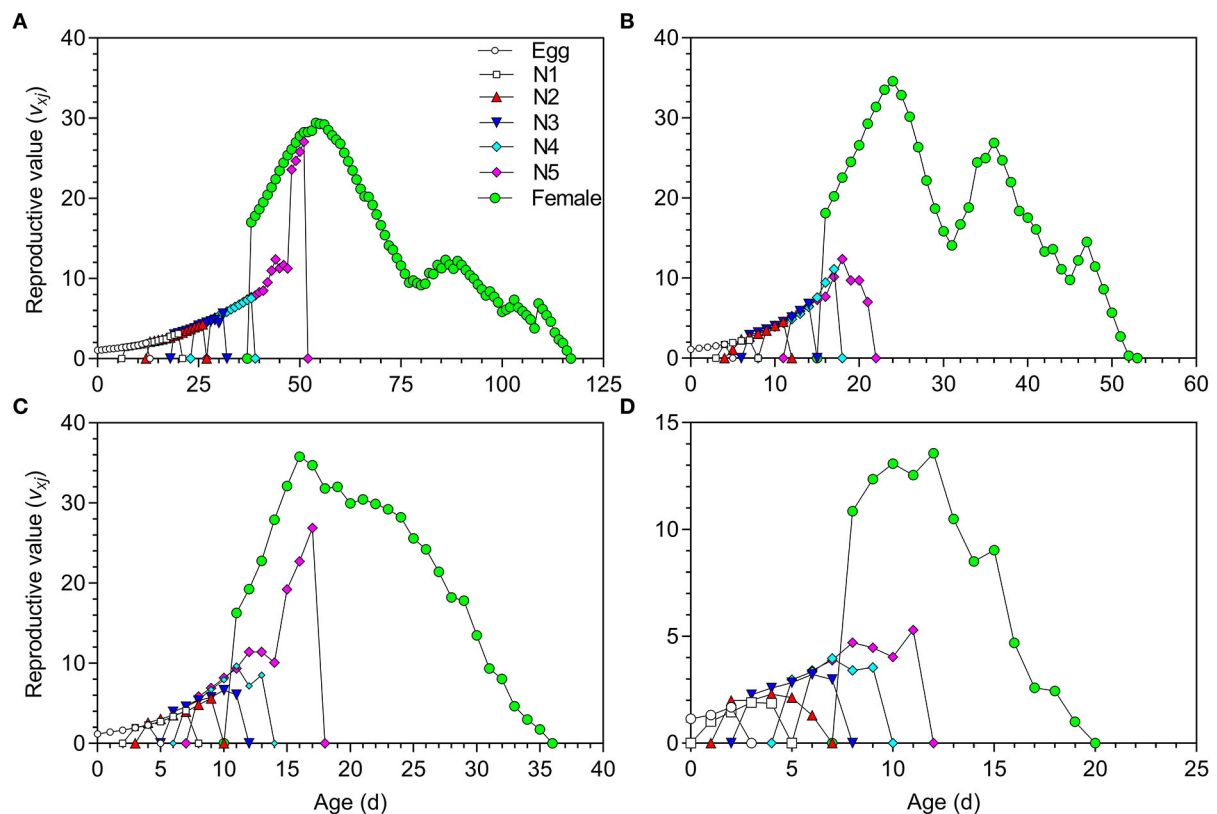 A
B
40
30
20
10
0
Reproductive value (vxj)
Egg
N1
N2
N3
N4
N5
Female
0 25 50 75 100 125
40
30
20
10
0
0 10 20 30 40 50 60
C
D
40
30
20
10
0
Reproductive value (vxj)
0 5 10 15 20 25 30 35 40
Age (d)
15
10
5
0
0 5 10 15 20 25
Age (d)